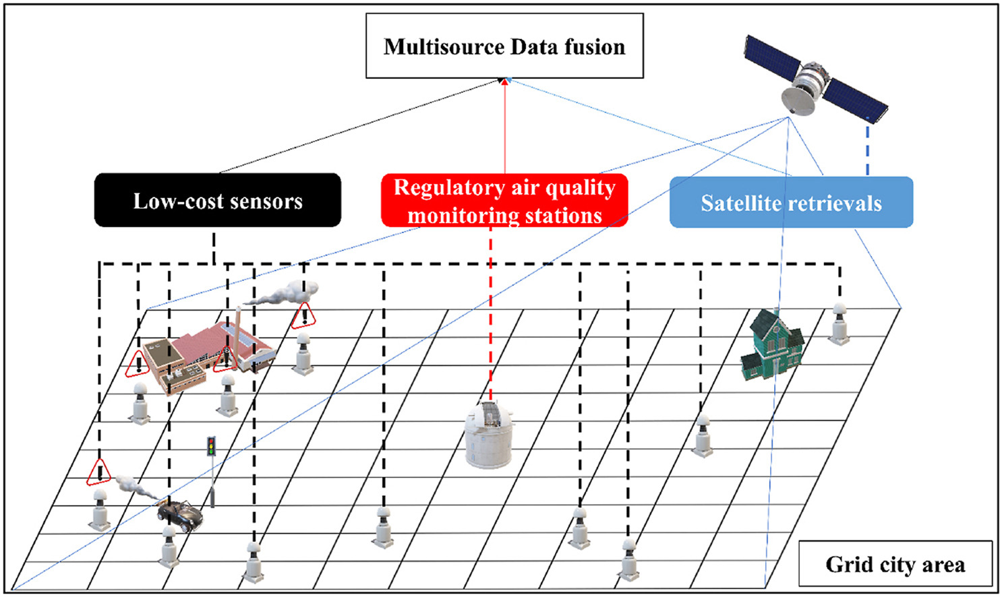 Multisource Data fusion
Low-cost sensors
Regulatory air quality
monitoring stations
Satellite retrievals
Grid city area